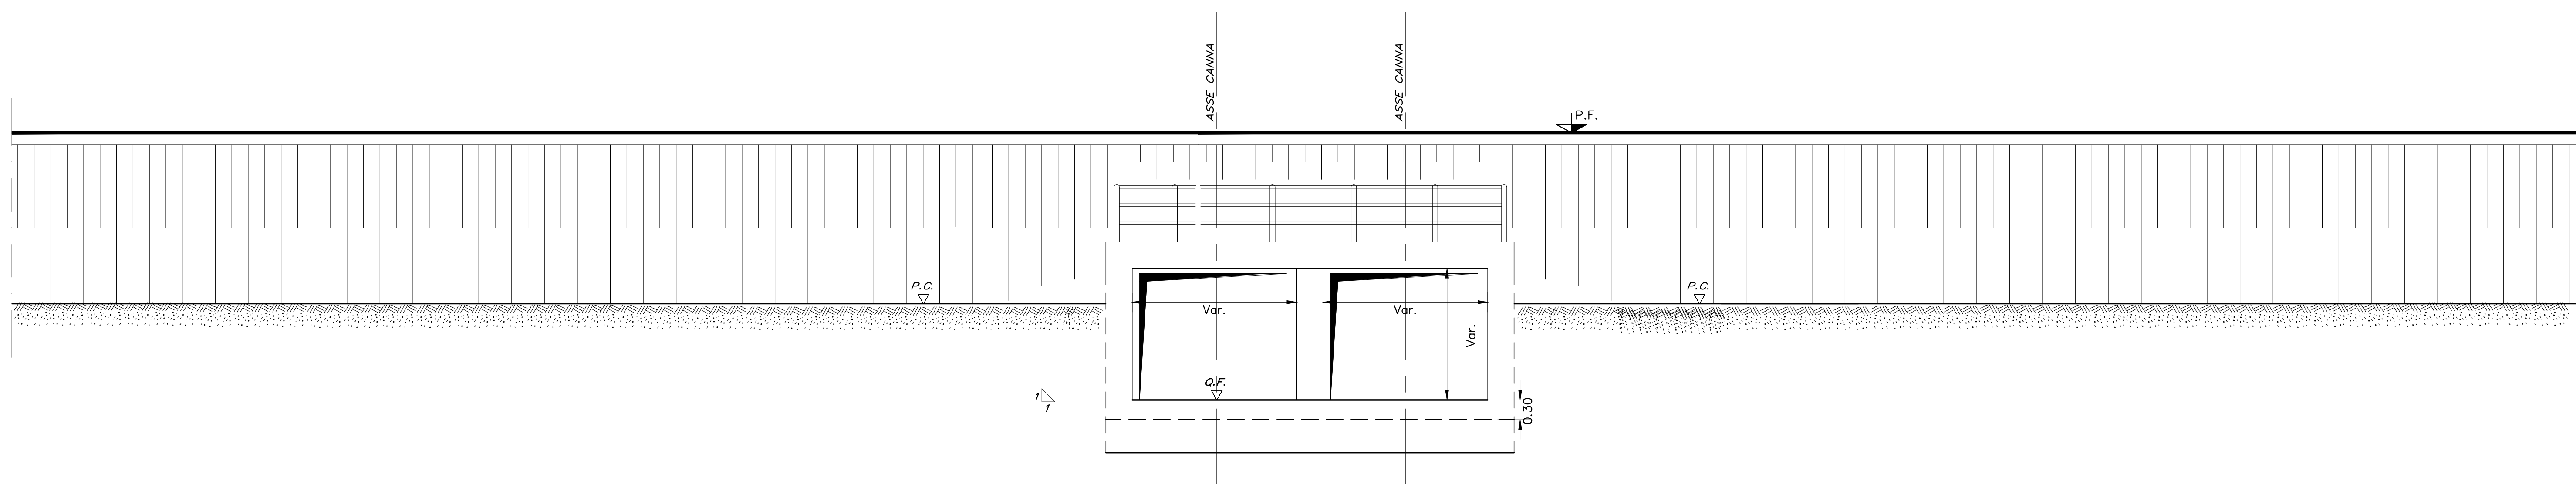 ASSE CANNA
ASSE CANNA
P.F.
P.C.
P.C.
Var.
Var.
Var.
Q.F.
1
1
0.30